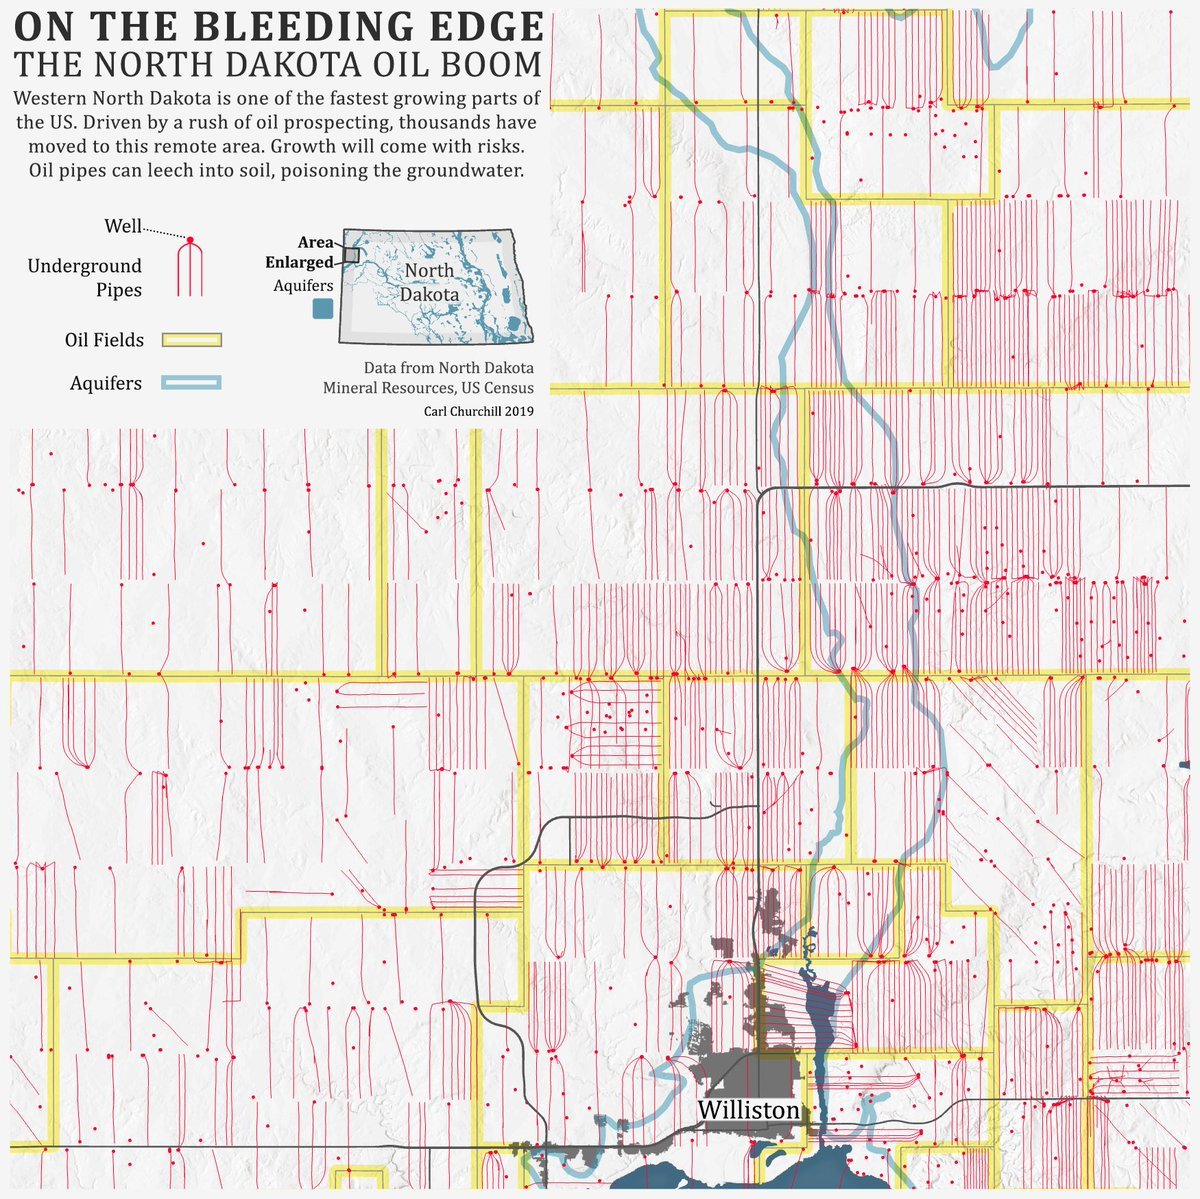 ON THE BLEEDING EDGE
THE NORTH DAKOTA OIL BOOM
Western North Dakota is one of the fastest growing parts of
the US. Driven by a rush of oil prospecting, thousands have
moved to this remote area. Growth will come with risks.
Oil pipes can leech into soil, poisoning the groundwater.
Well
Underground
Pipes
Oil Fields
Aquifers
Area
Enlarged
Aquifers
North
Dakota
Data from North Dakota
Mineral Resources, US Census
Carl Churchill 2019
Williston